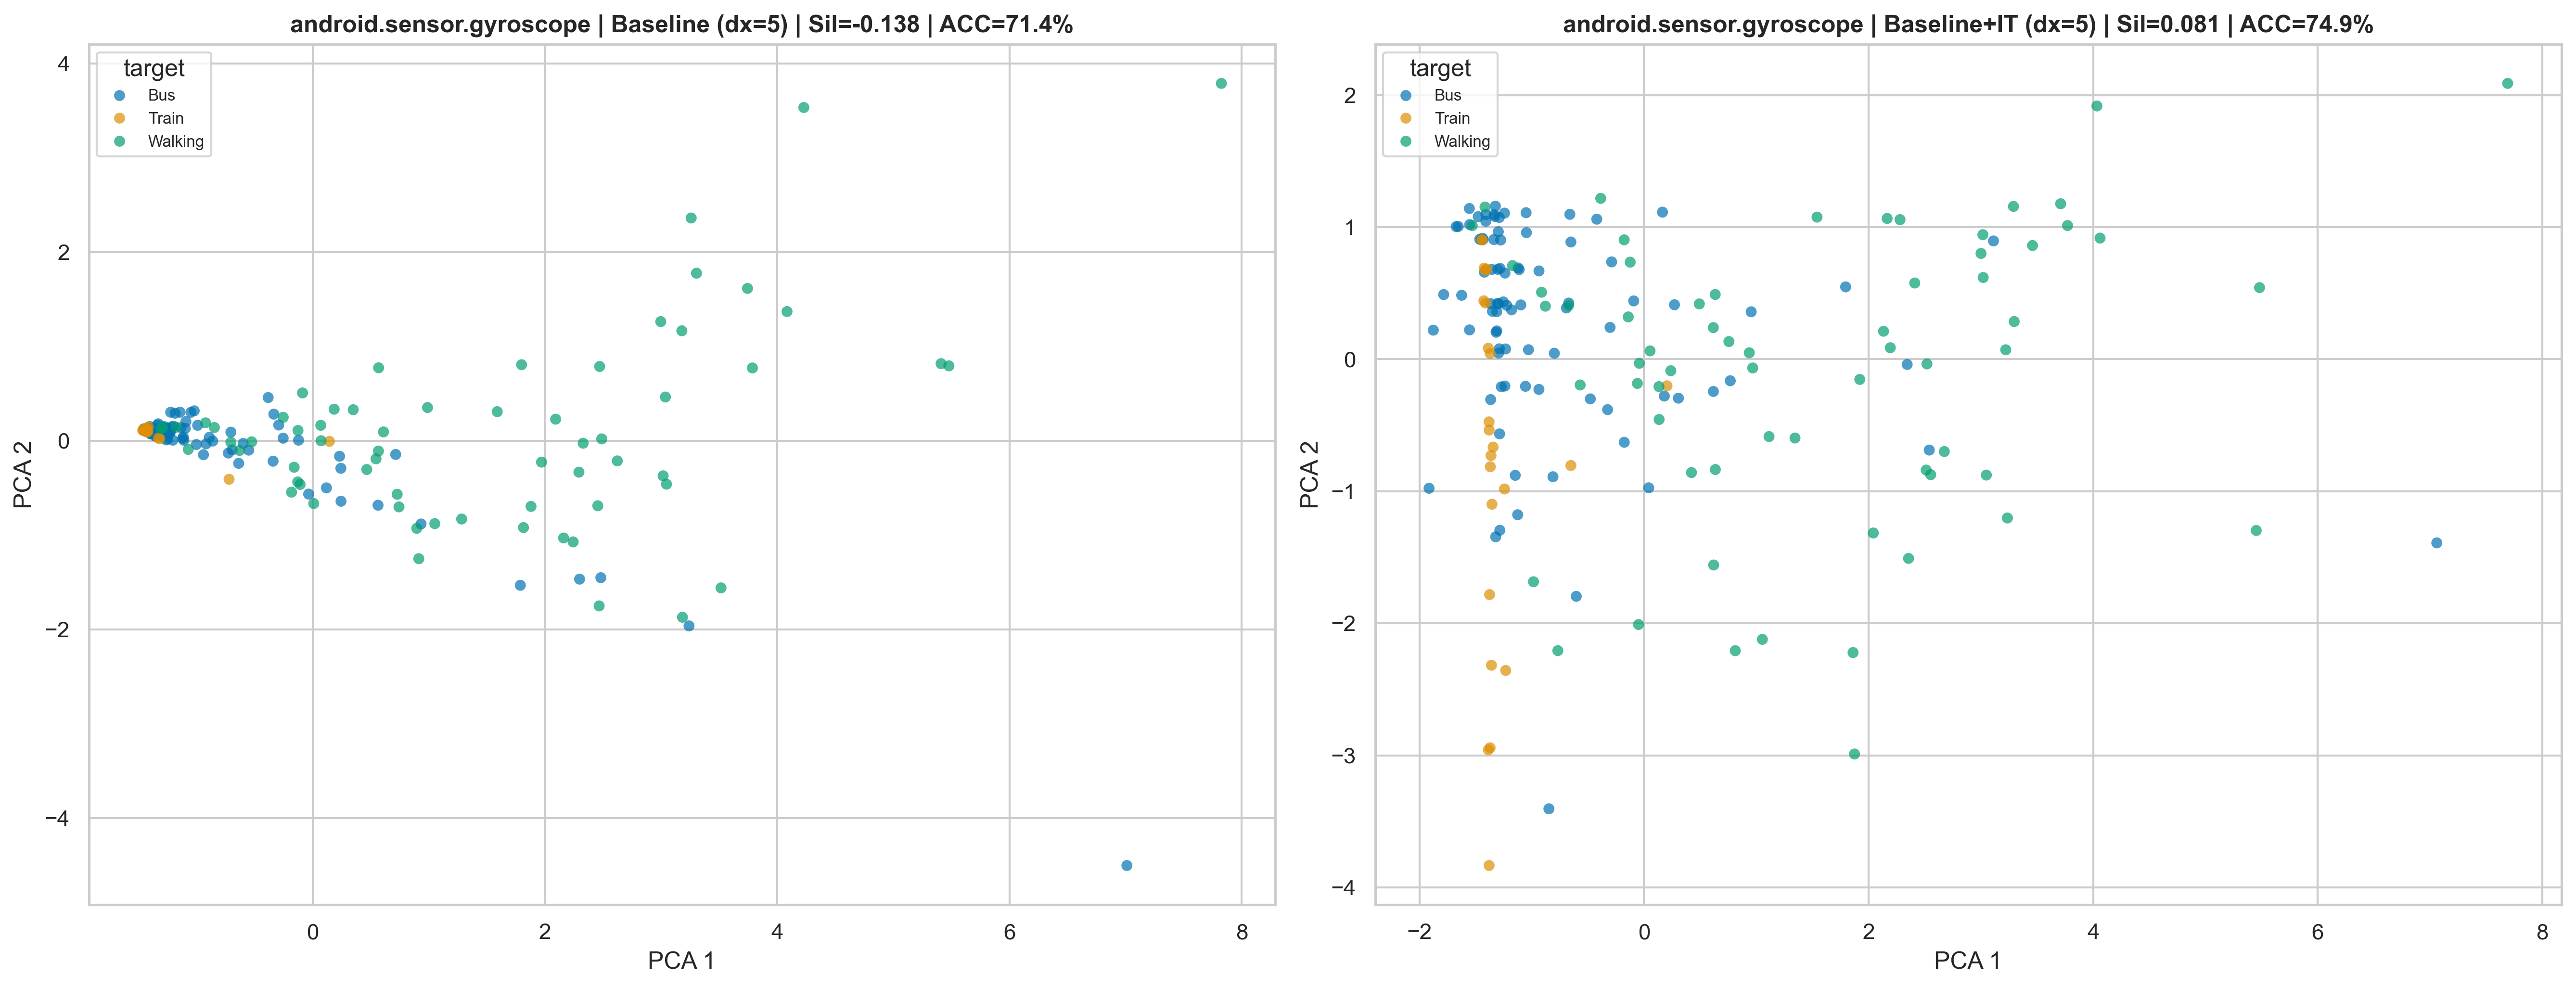 android.sensor.gyroscope | Baseline (dx=5) | Sil=-0.138 | ACC=71.4%
target
Bus
Train
Walking
4
2
0
−2
−4
PCA 2
0
2
4
6
8
PCA 1
android.sensor.gyroscope | Baseline+IT (dx=5) | Sil=0.081 | ACC=74.9%
target
Bus
Train
Walking
2
1
0
−1
−2
−3
−4
PCA 2
−2
0
2
4
6
8
PCA 1